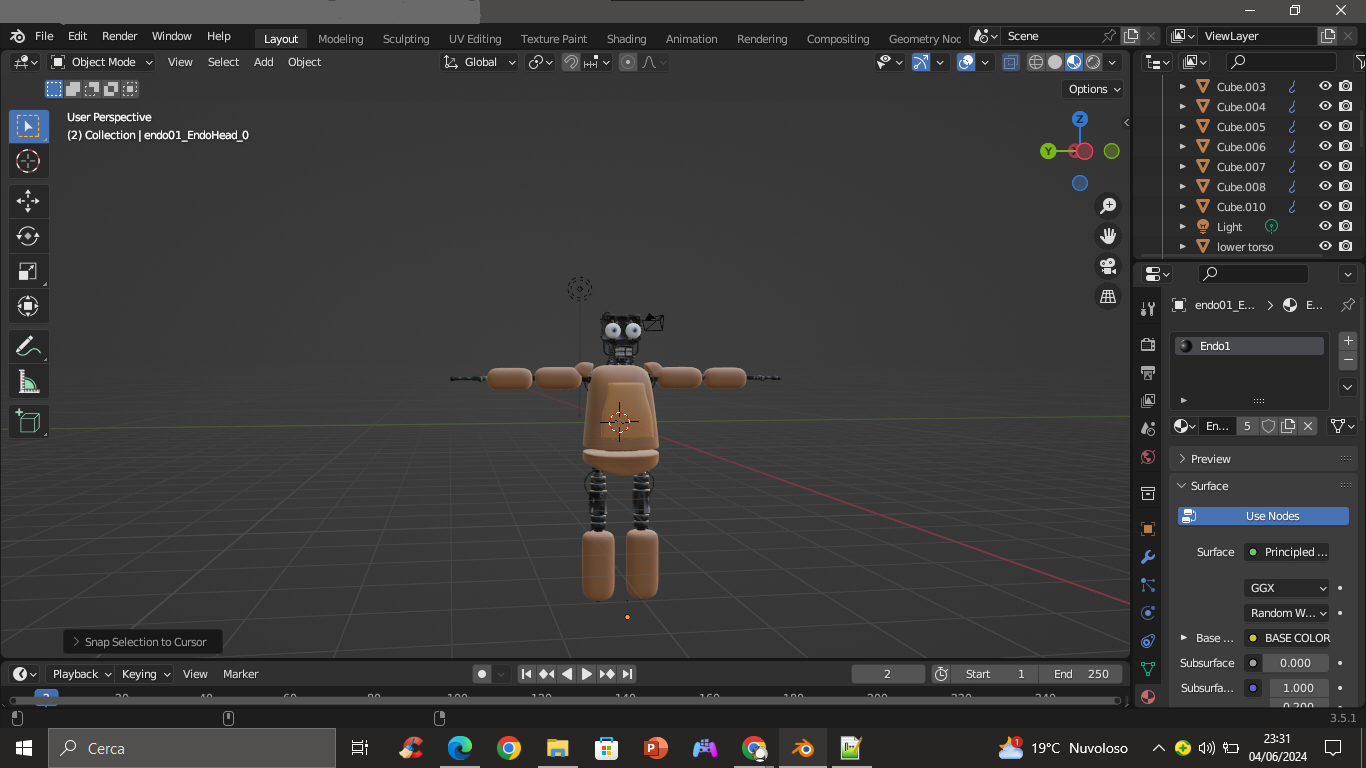 File Edit Render Window Help Layout Modeling Sculpting UV Editing Texture Paint Shading Animation Rendering Compositing Geometry Noc Scene ViewLayer
Object Mode View Select Add Object Global
Options
User Perspective
(2) Collection | endo01_EndoHead_0
Z
Y
Cube.003
Cube.004
Cube.005
Cube.006
Cube.007
Cube.008
Cube.010
Light
lower torso
endo01_E... E...
Endo1
En... 5
Preview
Surface
Use Nodes
Surface Principled ...
GGX
Random W...
Base ... BASE COLOR
Subsurface 0.000
Subsurfa... 1.000
0.200
Snap Selection to Cursor
Playback Keying View Marker 2 Start 1 End 250
2 20 40 60 80 100 120 140 160 180 200 220 240
3.5.1
Cerca
19°C Nuvoloso
23:31
04/06/2024